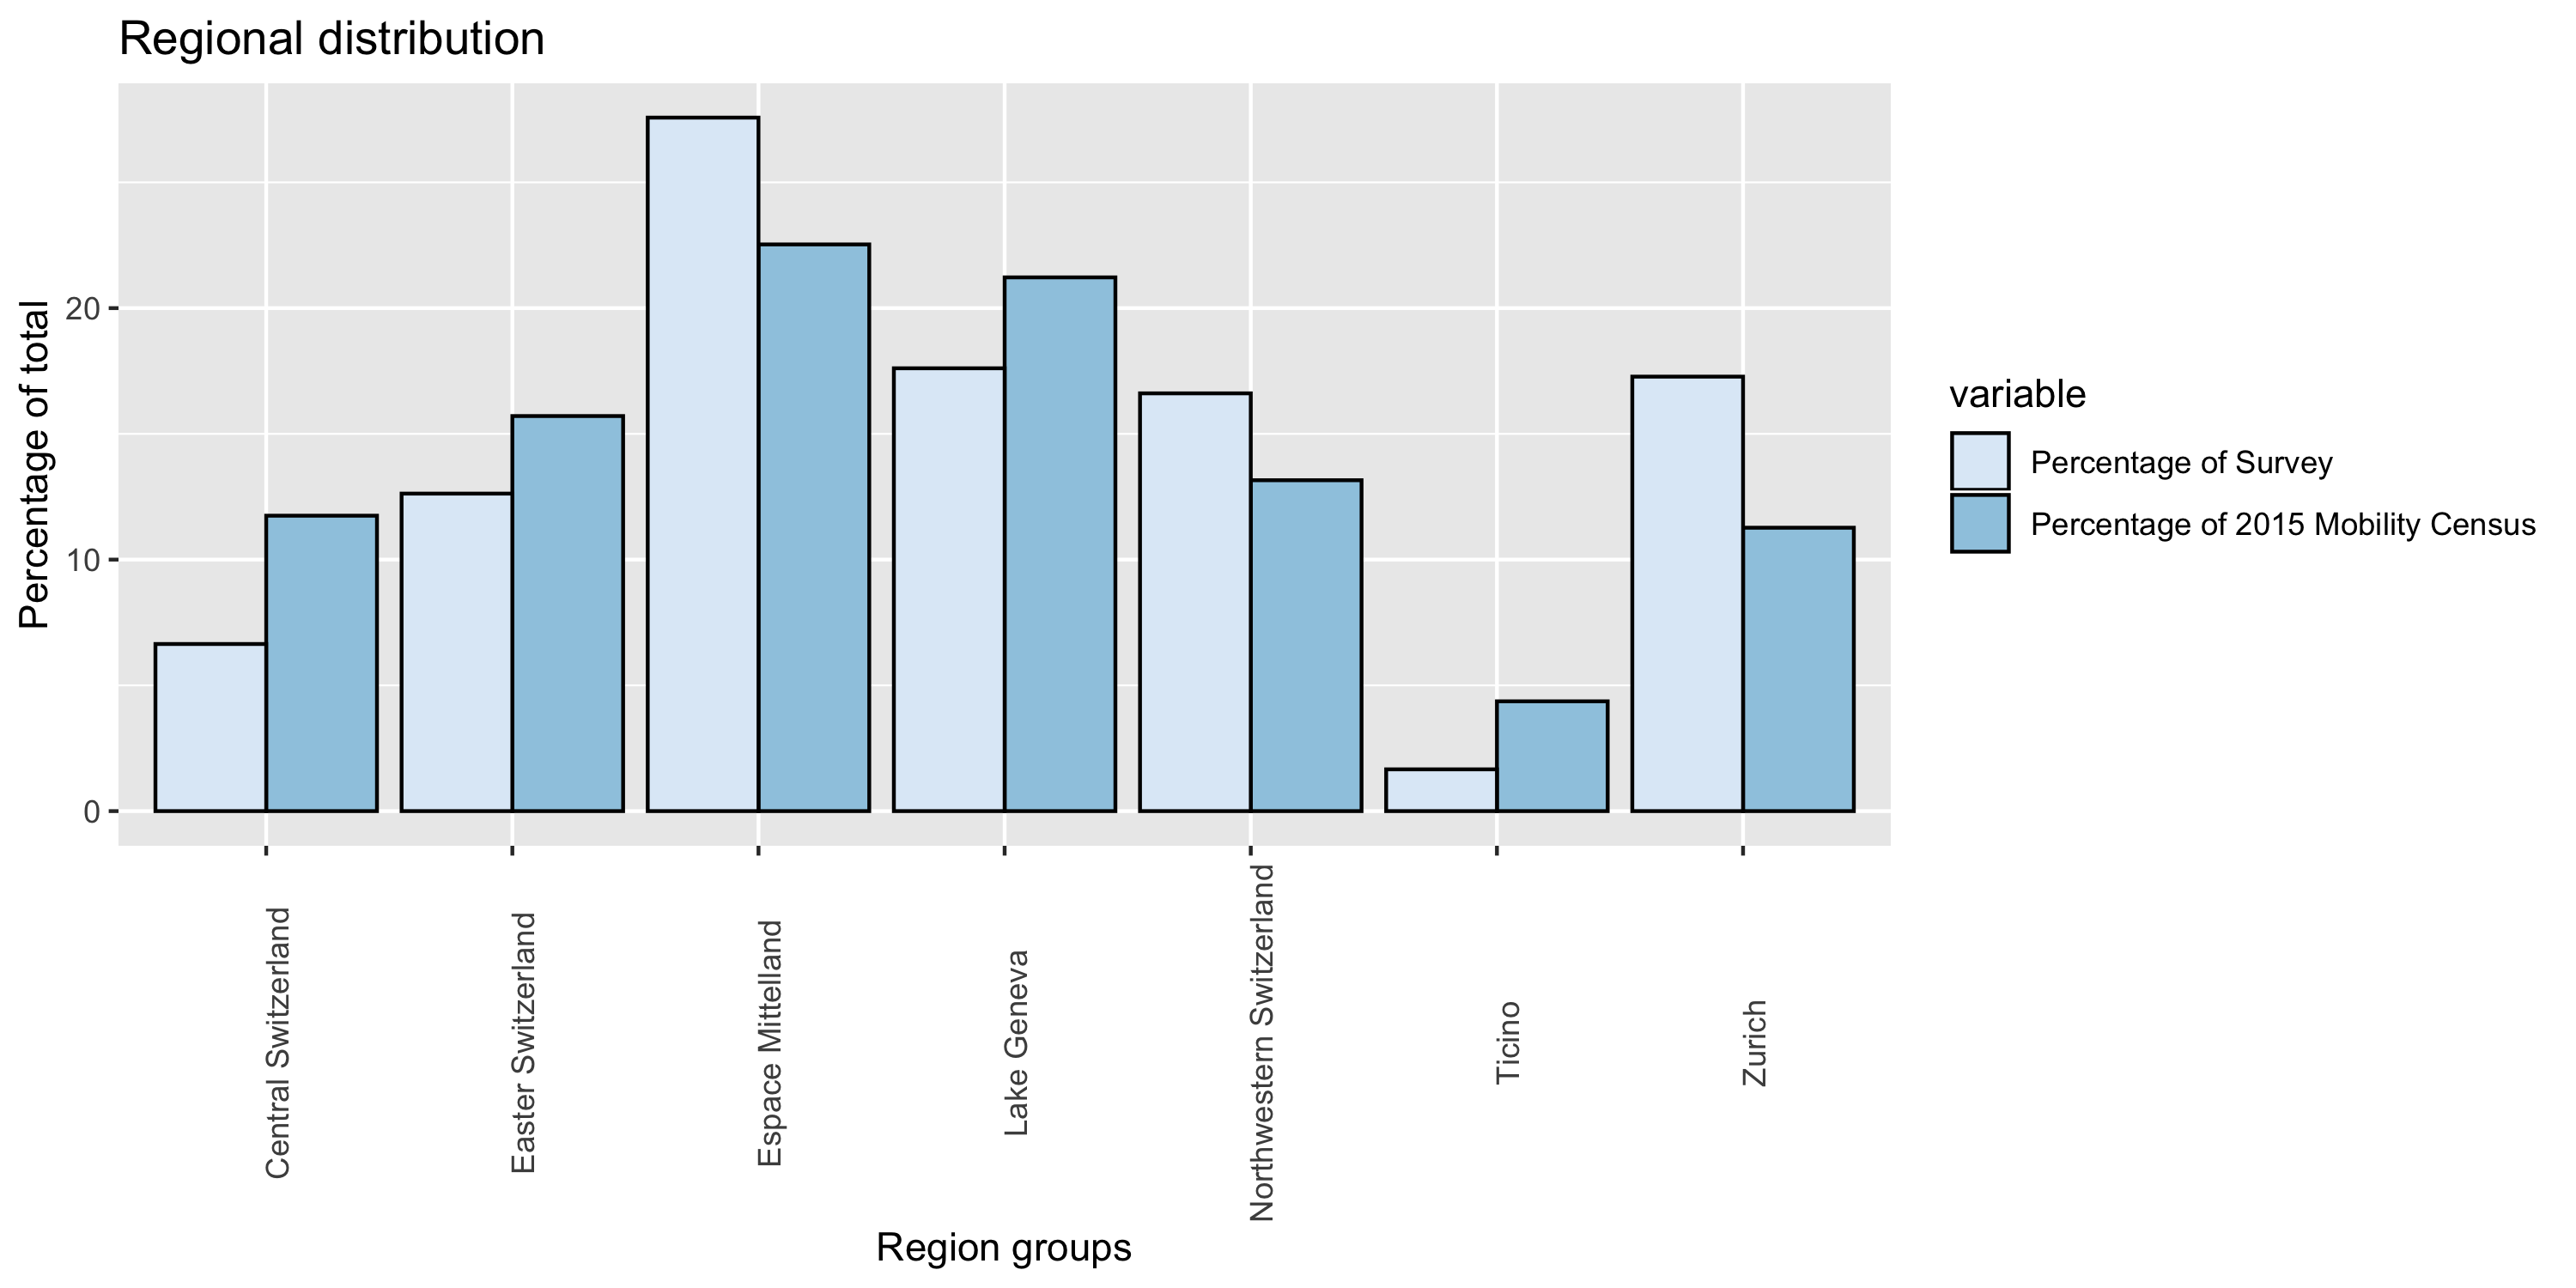 Regional distribution
Percentage of total
20
10
0
Central Switzerland
Easter Switzerland
Espace Mittelland
Lake Geneva
Northwestern Switzerland
Ticino
Zurich
Region groups
variable
Percentage of Survey
Percentage of 2015 Mobility Census